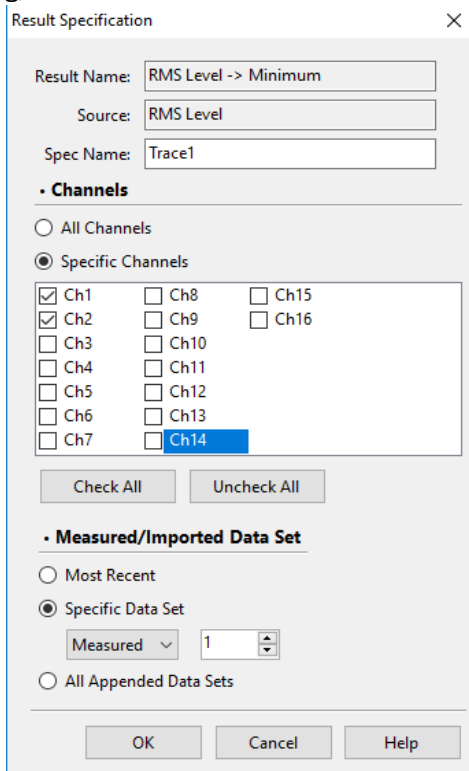 Result Specification
Result Name: RMS Level -> Minimum
Source: RMS Level
Spec Name: Trace1
• Channels
All Channels
Specific Channels
Ch1 Ch8 Ch15
Ch2 Ch9 Ch16
Ch3 Ch10
Ch4 Ch11
Ch5 Ch12
Ch6 Ch13
Ch7 Ch14
Check All Uncheck All
• Measured/Imported Data Set
Most Recent
Specific Data Set
Measured 1
All Appended Data Sets
OK Cancel Help